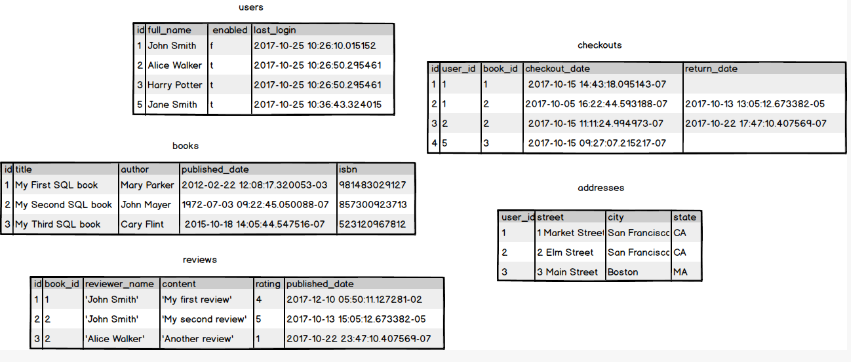 users
id full_name enabled last_login
1 John Smith f 2017-10-25 10:26:10.015152
2 Alice Walker t 2017-10-25 10:26:50.295461
3 Harry Potter t 2017-10-25 10:26:50.295461
5 Jane Smith t 2017-10-25 10:36:43.324015
checkouts
id user_id book_id checkout_date return_date
1 1 1 2017-10-15 14:43:18.095143-07
2 1 2 2017-10-05 16:22:44.593188-07 2017-10-13 13:05:12.673382-05
3 2 2 2017-10-15 11:11:24.994973-07 2017-10-22 17:47:10.407569-07
4 5 3 2017-10-15 09:27:07.215217-07
books
id title author published_date isbn
1 My First SQL book Mary Parker 2012-02-22 12:08:17.320053-03 981483029127
2 My Second SQL book John Mayer 1972-07-03 09:22:45.050088-07 857300923713
3 My Third SQL book Cary Flint 2015-10-18 14:05:44.547516-07 523120967812
addresses
user_id street city state
1 1 Market Street San Francisco CA
2 2 Elm Street San Francisco CA
3 3 Main Street Boston MA
reviews
id book_id reviewer_name content rating published_date
1 1 'John Smith' 'My first review' 4 2017-12-10 05:50:11.127281-02
2 2 'John Smith' 'My second review' 5 2017-10-13 15:05:12.673382-05
3 2 'Alice Walker' 'Another review' 1 2017-10-22 23:47:10.407569-07